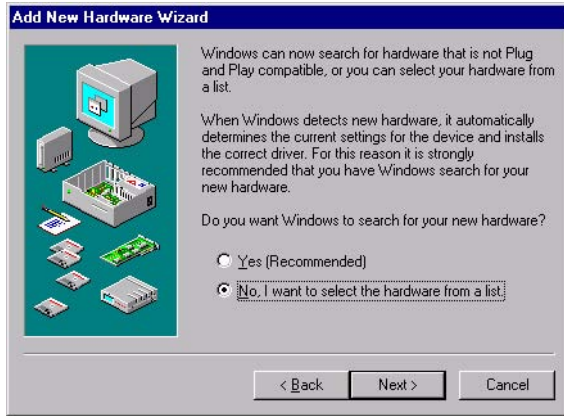 Add New Hardware Wizard
Windows can now search for hardware that is not Plug
and Play compatible, or you can select your hardware from
a list.
When Windows detects new hardware, it automatically
determines the current settings for the device and installs
the correct driver. For this reason it is strongly
recommended that you have Windows search for your
new hardware.
Do you want Windows to search for your new hardware?
Yes (Recommended)
No, I want to select the hardware from a list.
< Back
Next >
Cancel